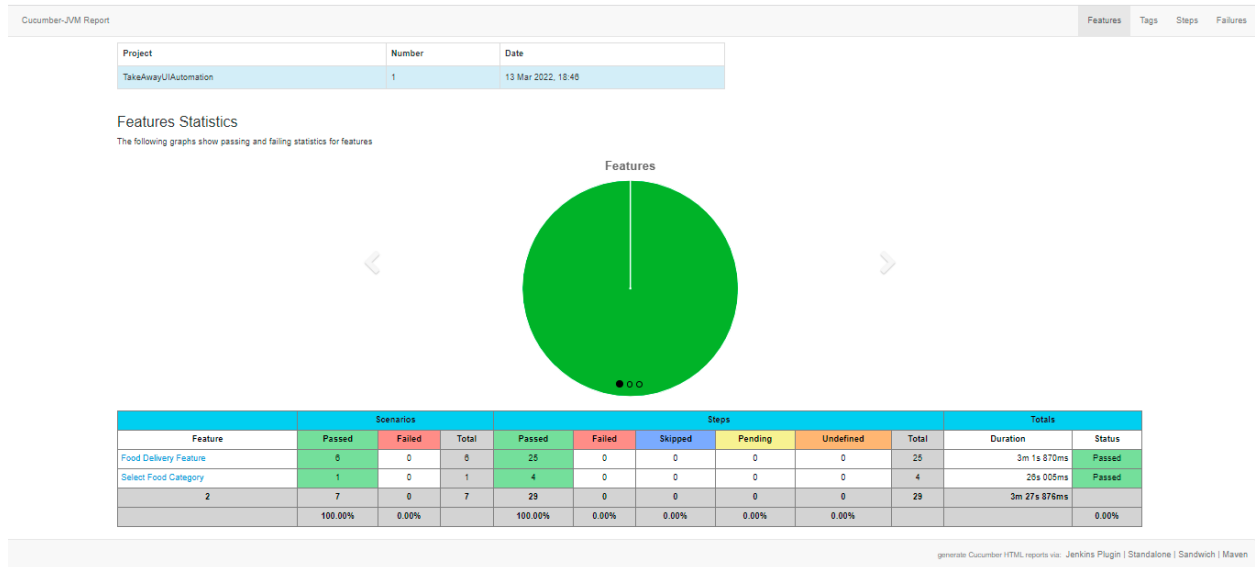 Cucumber-JVM Report Features Tags Steps Failures
Project Number Date
TakeAwayUIAutomation 1 13 Mar 2022, 18:46
Features Statistics
The following graphs show passing and failing statistics for features
Features
Scenarios Steps Totals
Feature Passed Failed Total Passed Failed Skipped Pending Undefined Total Duration Status
Food Delivery Feature 6 0 6 25 0 0 0 0 25 3m 1s 870ms Passed
Select Food Category 1 0 1 4 0 0 0 0 4 26s 005ms Passed
2 7 0 7 29 0 0 0 0 29 3m 27s 876ms
100.00% 0.00% 100.00% 0.00% 0.00% 0.00% 0.00% 0.00%
generate Cucumber HTML reports via: Jenkins Plugin | Standalone | Sandwich | Maven